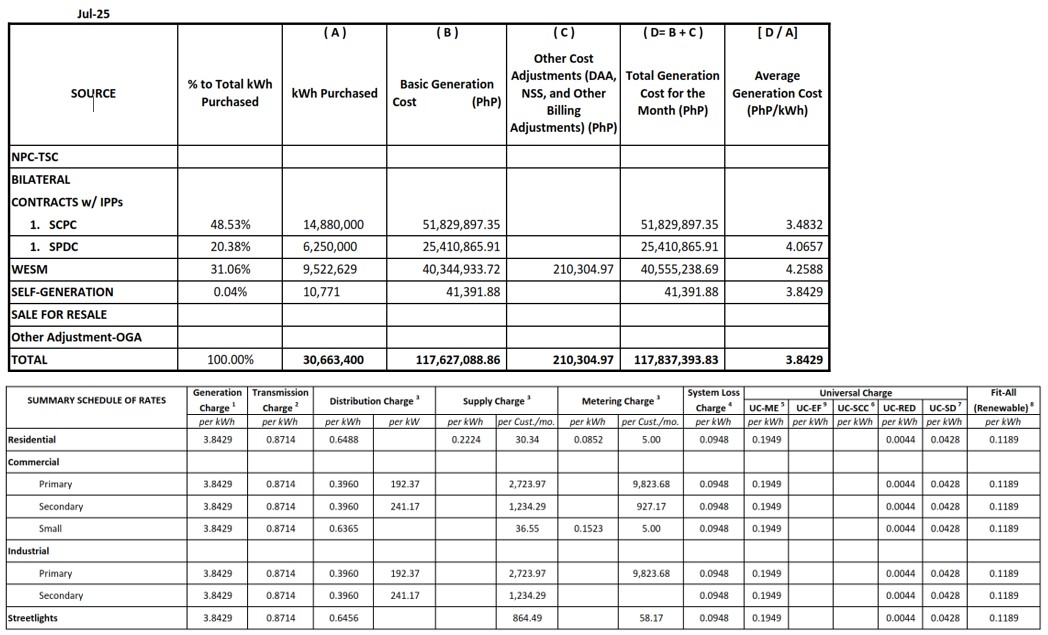 Jul-25
SOURCE
% to Total kWh Purchased
( A )
kWh Purchased
( B )
Basic Generation Cost (PhP)
( C )
Other Cost Adjustments (DAA, NSS, and Other Billing Adjustments) (PhP)
( D= B + C )
Total Generation Cost for the Month (PhP)
[ D / A]
Average Generation Cost (PhP/kWh)
NPC-TSC
BILATERAL
CONTRACTS w/ IPPs
1. SCPC 48.53% 14,880,000 51,829,897.35 51,829,897.35 3.4832
1. SPDC 20.38% 6,250,000 25,410,865.91 25,410,865.91 4.0657
WESM 31.06% 9,522,629 40,344,933.72 210,304.97 40,555,238.69 4.2588
SELF-GENERATION 0.04% 10,771 41,391.88 41,391.88 3.8429
SALE FOR RESALE
Other Adjustment-OGA
TOTAL 100.00% 30,663,400 117,627,088.86 210,304.97 117,837,393.83 3.8429
SUMMARY SCHEDULE OF RATES
Generation Charge 1
Transmission Charge 2
Distribution Charge 3
Supply Charge 3
Metering Charge 3
System Loss Charge 4
Universal Charge
UC-ME 5 UC-EF 9 UC-SCC 6 UC-RED UC-SD 7
Fit-All (Renewable) 8
per kWh per kWh per kWh per kW per kWh per Cust./mo. per kWh per Cust./mo. per kWh per kWh per kWh per kWh per kWh per kWh per kWh
Residential 3.8429 0.8714 0.6488 0.2224 30.34 0.0852 5.00 0.0948 0.1949 0.0044 0.0428 0.1189
Commercial
Primary 3.8429 0.8714 0.3960 192.37 2,723.97 9,823.68 0.0948 0.1949 0.0044 0.0428 0.1189
Secondary 3.8429 0.8714 0.3960 241.17 1,234.29 927.17 0.0948 0.1949 0.0044 0.0428 0.1189
Small 3.8429 0.8714 0.6365 36.55 0.1523 5.00 0.0948 0.1949 0.0044 0.0428 0.1189
Industrial
Primary 3.8429 0.8714 0.3960 192.37 2,723.97 9,823.68 0.0948 0.1949 0.0044 0.0428 0.1189
Secondary 3.8429 0.8714 0.3960 241.17 1,234.29 0.0948 0.1949 0.0044 0.0428 0.1189
Streetlights 3.8429 0.8714 0.6456 864.49 58.17 0.0948 0.1949 0.0044 0.0428 0.1189